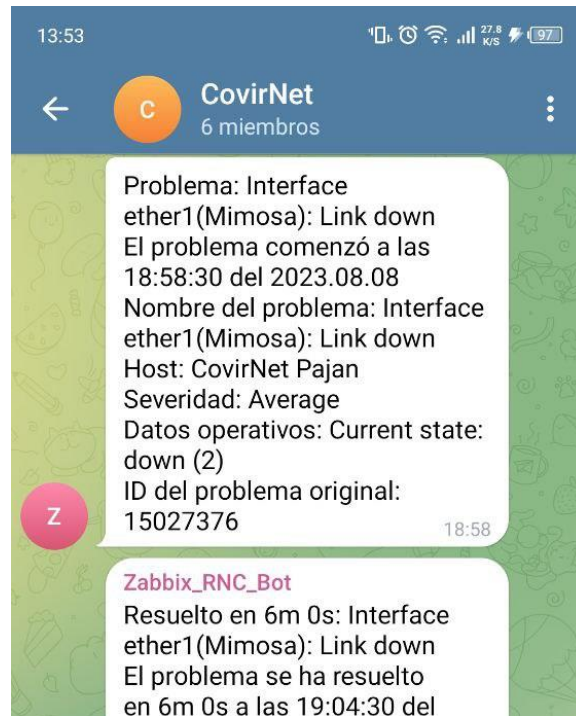 13:53
27.8
K/S
97
C
CovirNet
6 miembros
Problema: Interface
ether1(Mimosa): Link down
El problema comenzó a las
18:58:30 del 2023.08.08
Nombre del problema: Interface
ether1(Mimosa): Link down
Host: CovirNet Pajan
Severidad: Average
Datos operativos: Current state:
down (2)
ID del problema original:
15027376
18:58
Z
Zabbix_RNC_Bot
Resuelto en 6m 0s: Interface
ether1(Mimosa): Link down
El problema se ha resuelto
en 6m 0s a las 19:04:30 del